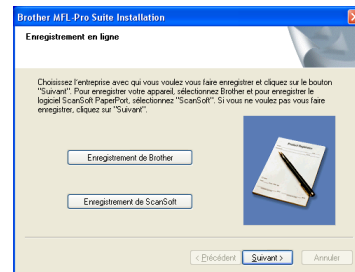 Brother MFL-Pro Suite Installation
Enregistrement en ligne
Choisissez l'entreprise avec qui vous voulez vous faire enregistrer et cliquez sur le bouton
"Suivant". Pour enregistrer votre appareil, sélectionnez Brother et pour enregistrer le
logiciel ScanSoft PaperPort, sélectionnez "ScanSoft". Si vous ne voulez pas vous faire
enregistrer, cliquez sur "Suivant".
Enregistrement de Brother
Enregistrement de ScanSoft
< Précédent
Suivant >
Annuler